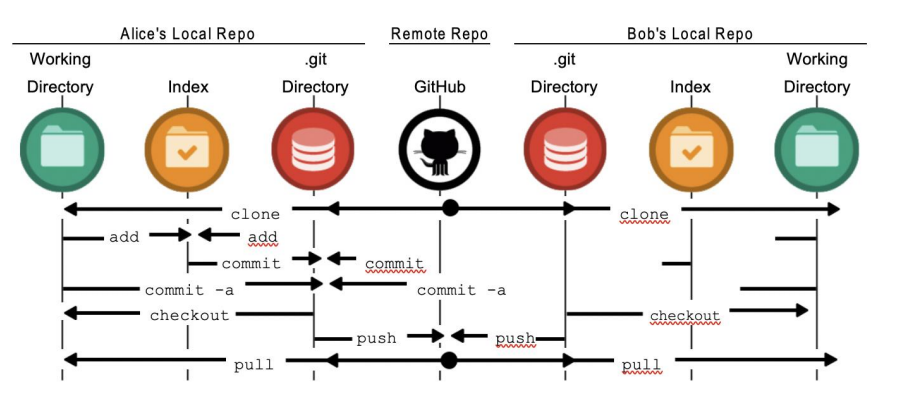 Alice's Local Repo Remote Repo Bob's Local Repo
Working .git .git Working
Directory Index Directory GitHub Directory Index Directory
clone clone
add add
commit commit
commit -a commit -a
checkout checkout
push push
pull pull